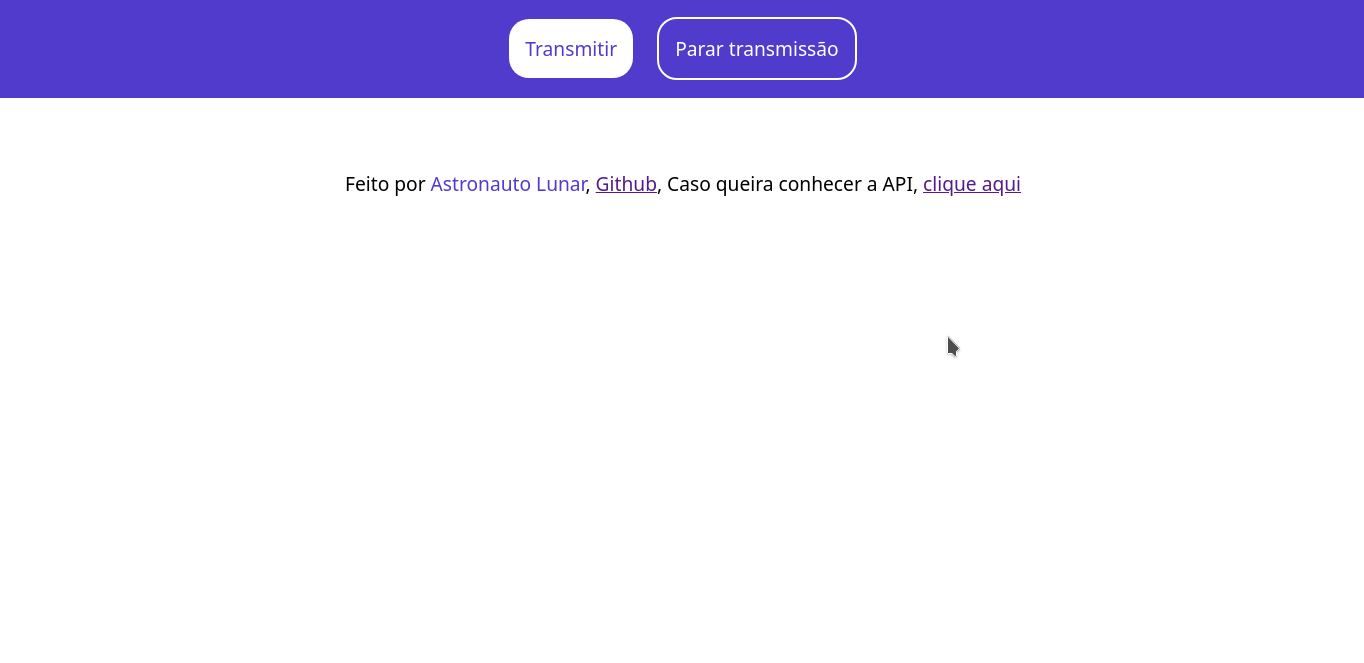 Transmitir Parar transmissão
Feito por Astronauto Lunar, Github, Caso queira conhecer a API, clique aqui